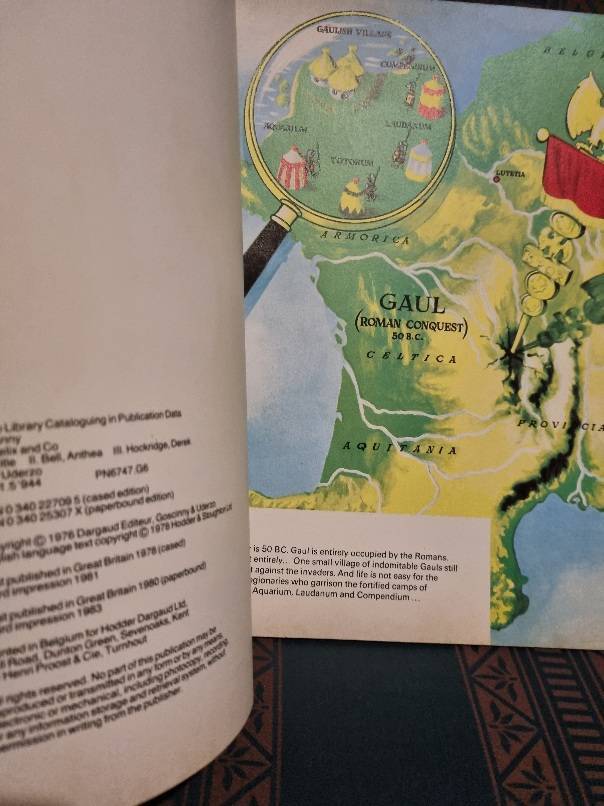 Library Cataloguing in Publication Data
and Co
II. Bell, Anthea III. Hockridge, Derek
Uderzo
1.5'944 PN6747.G6
0 340 22709 5 (cased edition)
0 340 25307 X (paperbound edition)
© 1976 Dargaud Editeur, Goscinny & Uderzo
language text copyright © 1978 Hodder & Stoughton Ltd
published in Great Britain 1978 (cased)
impression 1981
published in Great Britain 1980 (paperbound)
impression 1983
in Belgium for Hodder Dargaud Ltd,
Road, Dunton Green, Sevenoaks, Kent
Henri Proost & Cie, Turnhout
rights reserved. No part of this publication may be
or transmitted in any form or by any means,
or mechanical, including photocopy, recording,
any information storage and retrieval system, without
in writing from the publisher.
GAULISH VILLAGE
COMPENDIUM
AQUARIUM
LAUDANUM
TOTORUM
LUTETIA
ARMORICA
GAUL
(ROMAN CONQUEST)
50 B.C.
CELTICA
PROVINCIA
AQUITANIA
is 50 BC. Gaul is entirely occupied by the Romans.
entirely... One small village of indomitable Gauls still
against the invaders. And life is not easy for the
who garrison the fortified camps of
Aquarium, Laudanum and Compendium ...